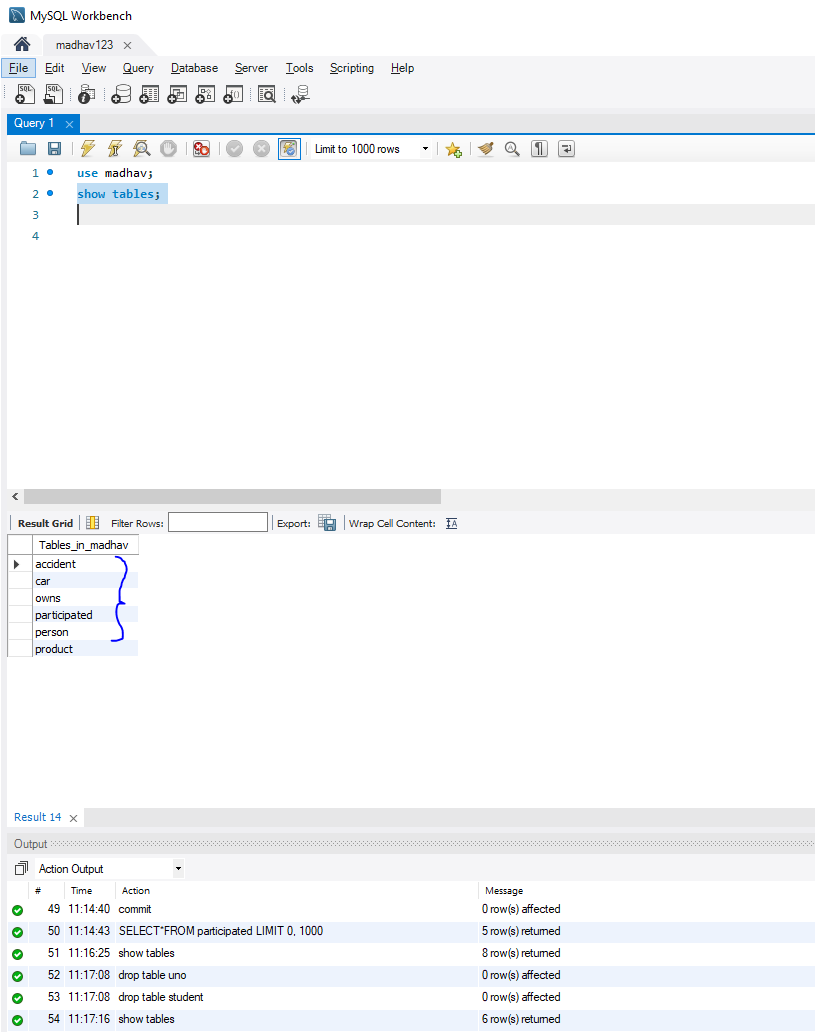 MySQL Workbench
madhav123
File Edit View Query Database Server Tools Scripting Help
SQL SQL
Query 1
Limit to 1000 rows
1 use madhav;
2 show tables;
3
4
Result Grid Filter Rows: Export: Wrap Cell Content: IA
Tables_in_madhav
accident
car
owns
participated
person
product
Result 14
Output
Action Output
# Time Action Message
49 11:14:40 commit 0 row(s) affected
50 11:14:43 SELECT*FROM participated LIMIT 0, 1000 5 row(s) returned
51 11:16:25 show tables 8 row(s) returned
52 11:17:08 drop table uno 0 row(s) affected
53 11:17:08 drop table student 0 row(s) affected
54 11:17:16 show tables 6 row(s) returned